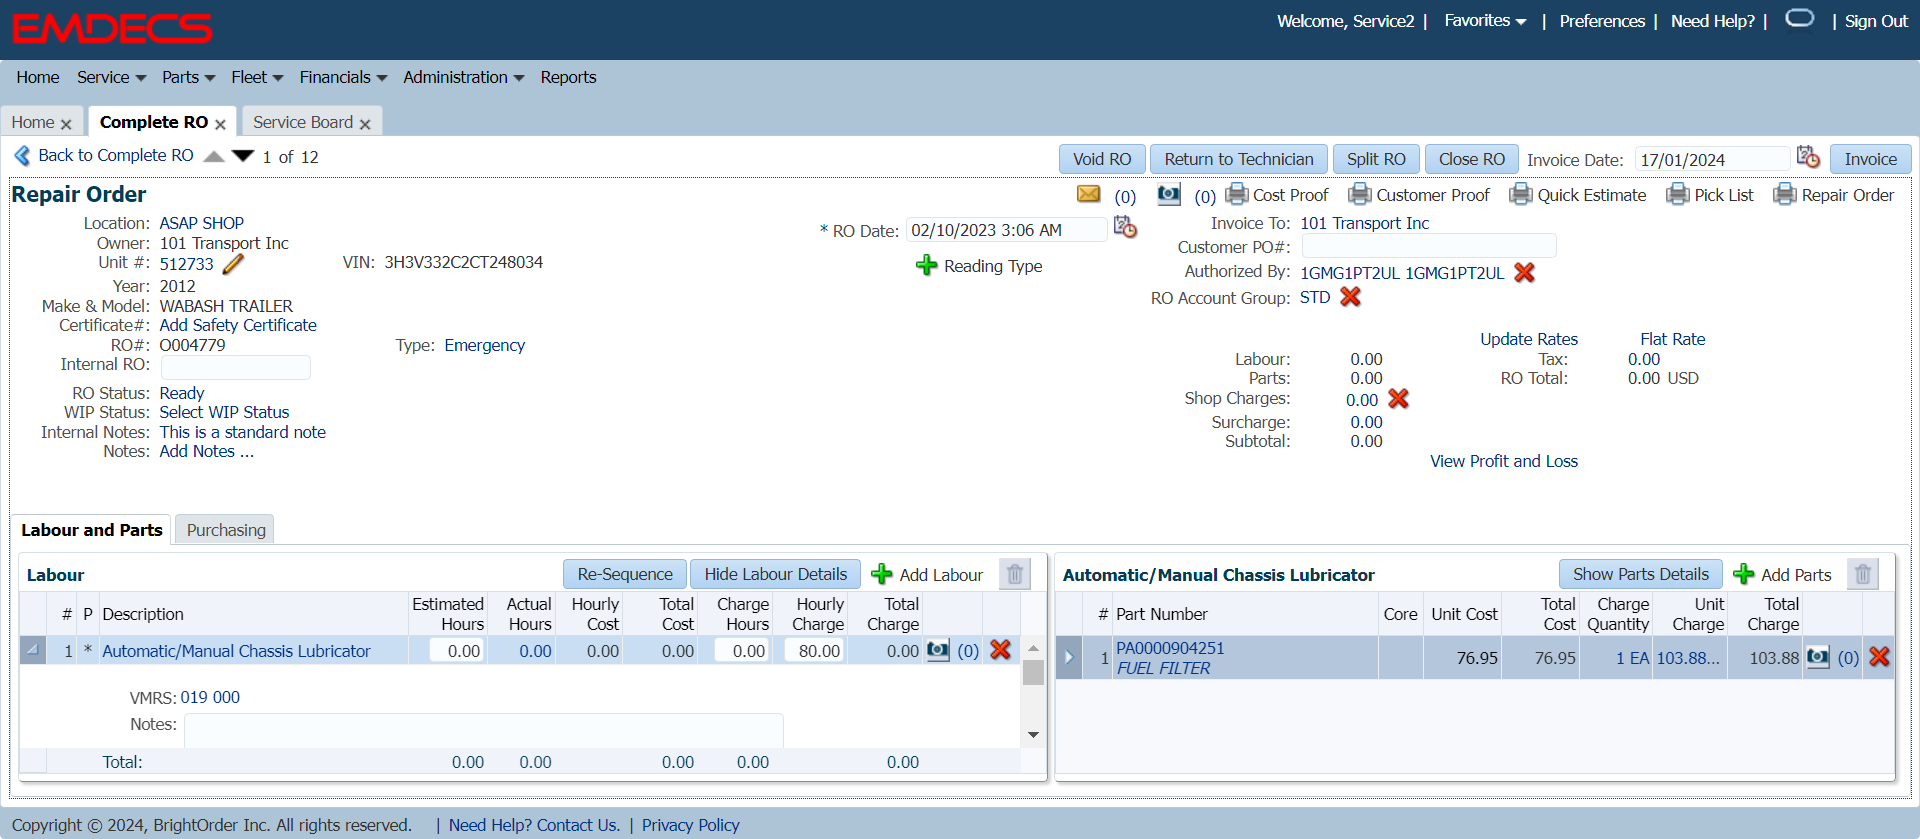 EMDECS
Welcome, Service2 | Favorites | Preferences | Need Help? | | Sign Out
Home Service Parts Fleet Financials Administration Reports
Home Complete RO Service Board
Back to Complete RO 1 of 12 Void RO Return to Technician Split RO Close RO Invoice Date: 17/01/2024 Invoice
Repair Order (0) (0) Cost Proof Customer Proof Quick Estimate Pick List Repair Order
Location: ASAP SHOP
Owner: 101 Transport Inc
Unit #: 512733 VIN: 3H3V332C2CT248034
Year: 2012
Make & Model: WABASH TRAILER
Certificate#: Add Safety Certificate
RO#: O004779 Type: Emergency
Internal RO:
RO Status: Ready
WIP Status: Select WIP Status
Internal Notes: This is a standard note
Notes: Add Notes ...
* RO Date: 02/10/2023 3:06 AM
Reading Type
Invoice To: 101 Transport Inc
Customer PO#:
Authorized By: 1GMG1PT2UL 1GMG1PT2UL
RO Account Group: STD
Update Rates Flat Rate
Labour: 0.00 Tax: 0.00
Parts: 0.00 RO Total: 0.00 USD
Shop Charges: 0.00
Surcharge: 0.00
Subtotal: 0.00
View Profit and Loss
Labour and Parts Purchasing
Labour Re-Sequence Hide Labour Details Add Labour
# P Description Estimated Hours Actual Hours Hourly Cost Total Cost Charge Hours Hourly Charge Total Charge
1 * Automatic/Manual Chassis Lubricator 0.00 0.00 0.00 0.00 0.00 80.00 0.00 (0)
VMRS: 019 000
Notes:
Total: 0.00 0.00 0.00 0.00 0.00
Automatic/Manual Chassis Lubricator Show Parts Details Add Parts
# Part Number Core Unit Cost Total Cost Charge Quantity Unit Charge Total Charge
1 PA0000904251 76.95 76.95 1 EA 103.88... 103.88 (0)
FUEL FILTER
Copyright © 2024, BrightOrder Inc. All rights reserved. | Need Help? Contact Us. | Privacy Policy